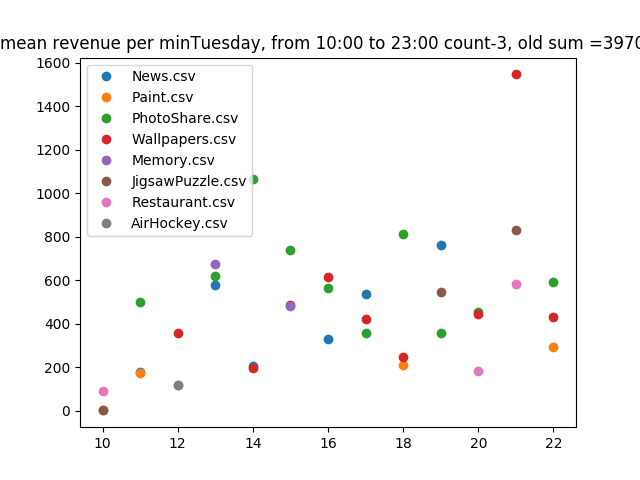 mean revenue per minTuesday, from 10:00 to 23:00 count-3, old sum =3970
1600
1400
1200
1000
800
600
400
200
0
News.csv
Paint.csv
PhotoShare.csv
Wallpapers.csv
Memory.csv
JigsawPuzzle.csv
Restaurant.csv
AirHockey.csv
10 12 14 16 18 20 22